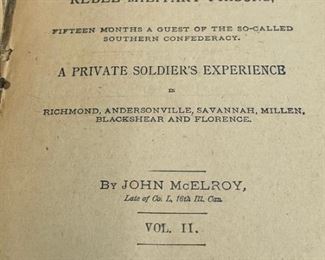 REBEL MILITARY PRISONS,
FIFTEEN MONTHS A GUEST OF THE SO-CALLED
SOUTHERN CONFEDERACY.
A PRIVATE SOLDIER'S EXPERIENCE
IN
RICHMOND, ANDERSONVILLE, SAVANNAH, MILLEN,
BLACKSHEAR AND FLORENCE.
BY JOHN McELROY,
Late of Co. L, 16th Ill. Cav.
VOL. II.